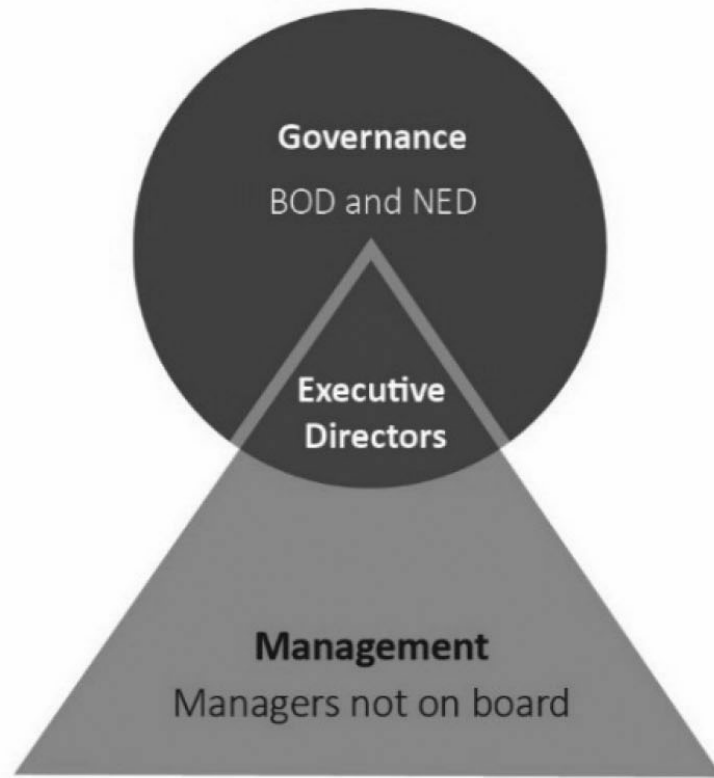 Governance
BOD and NED
Executive
Directors
Management
Managers not on board